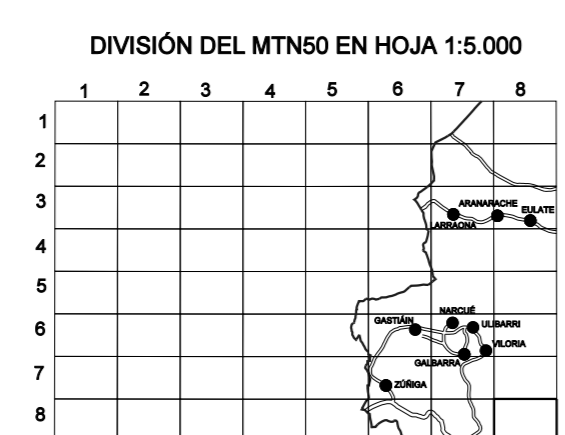 DIVISIÓN DEL MTN50 EN HOJA 1:5.000
1 2 3 4 5 6 7 8
1
2
3
ARANARACHE
EULATE
LARRAONA
4
5
6
NARCUÉ
GASTIÁIN
ULIBARRI
VILORIA
GALBARRA
7
ZÚÑIGA
8